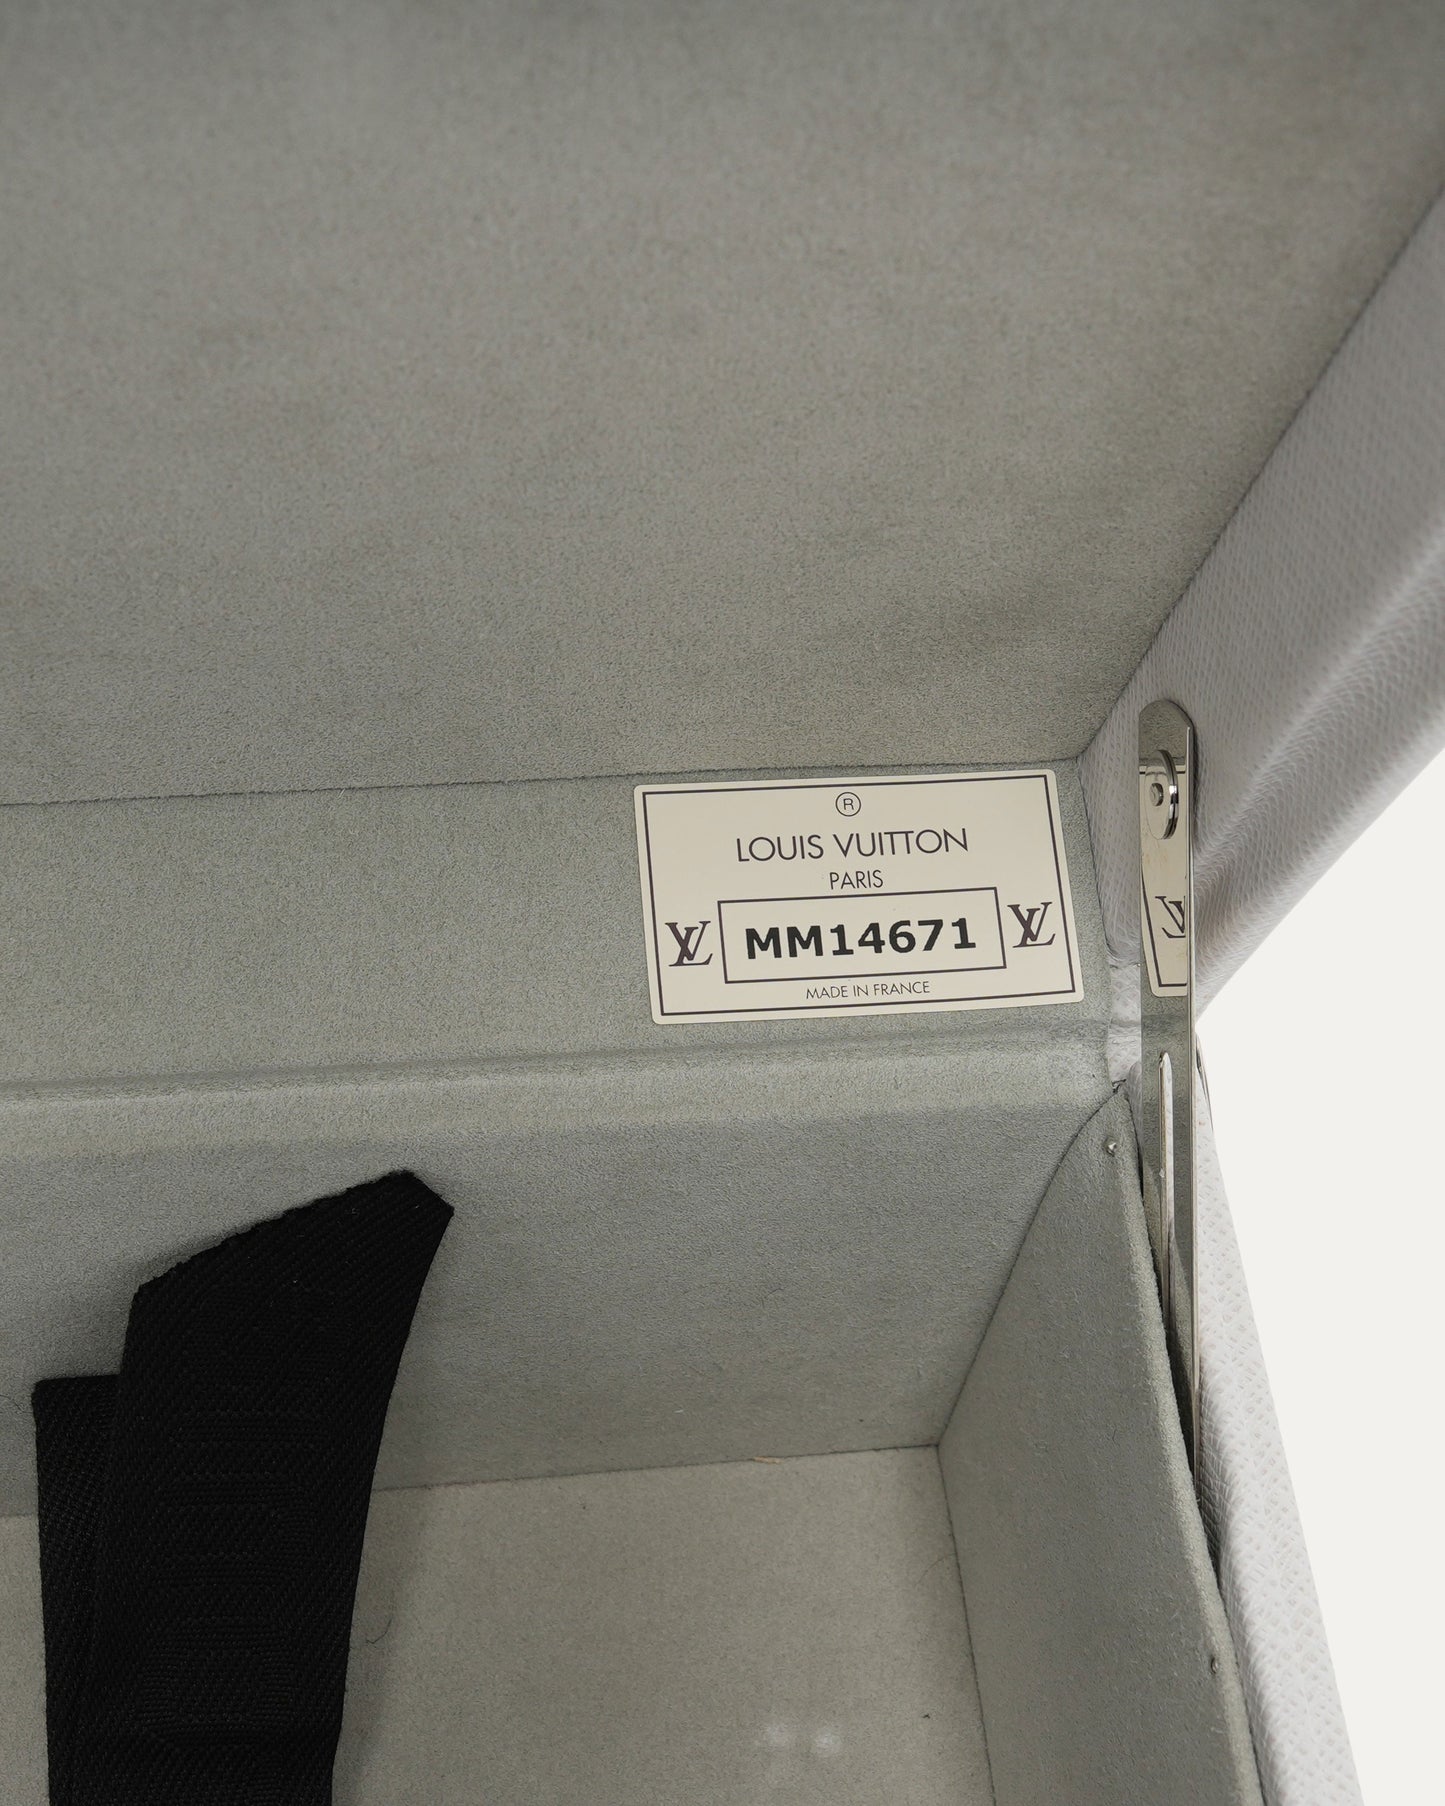 ®
LOUIS VUITTON
PARIS
LV MM14671 LV
MADE IN FRANCE